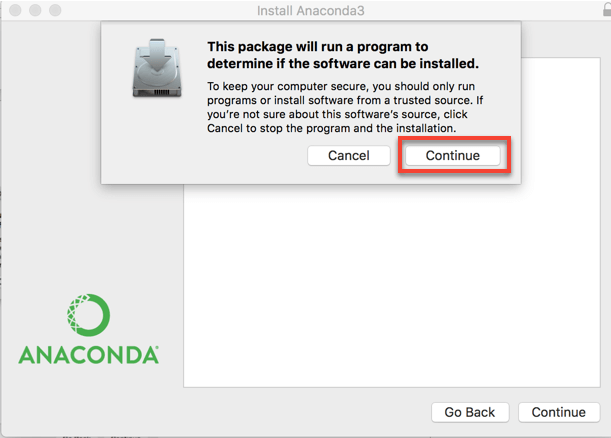 Install Anaconda3
This package will run a program to
determine if the software can be installed.
To keep your computer secure, you should only run
programs or install software from a trusted source. If
you're not sure about this software's source, click
Cancel to stop the program and the installation.
Cancel
Continue
ANACONDA
Go Back
Continue